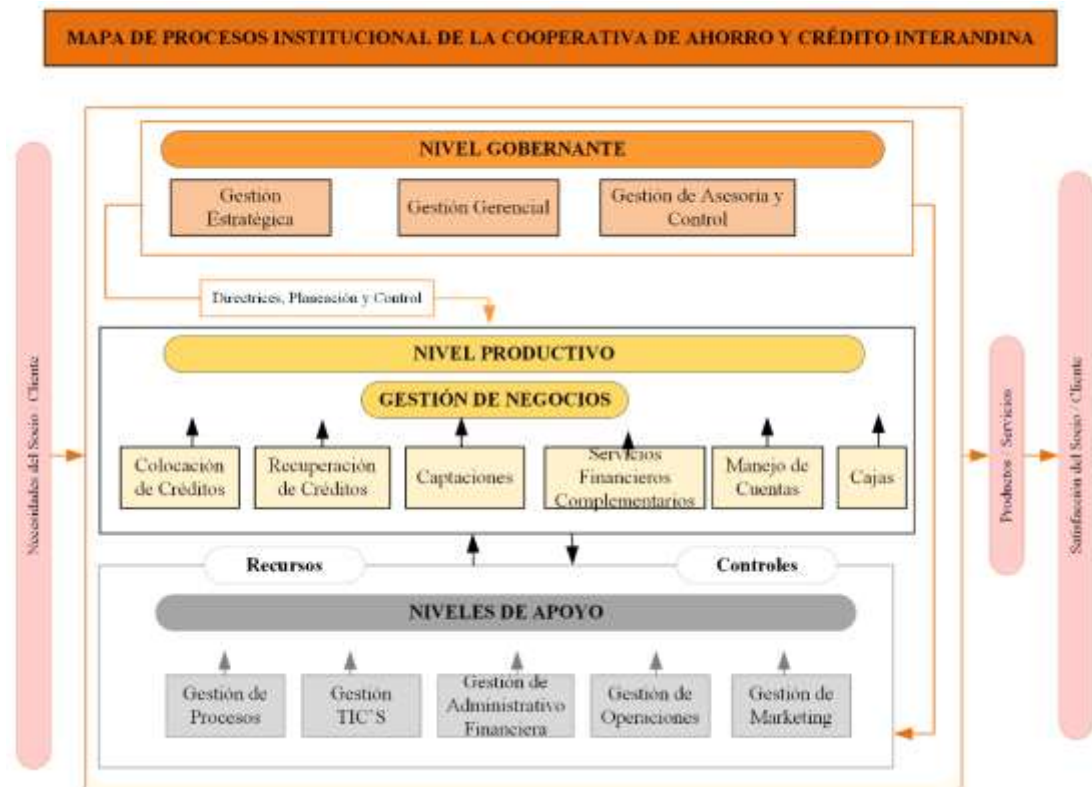 MAPA DE PROCESOS INSTITUCIONAL DE LA COOPERATIVA DE AHORRO Y CRÉDITO INTERANDINA
Necesidades del Socio / Cliente
NIVEL GOBERNANTE
Gestión
Estratégica
Gestión Gerencial
Gestión de Asesoria y
Control
Directrices, Planeación y Control
NIVEL PRODUCTIVO
GESTIÓN DE NEGOCIOS
Colocación
de Créditos
Recuperación
de Créditos
Captaciones
Servicios
Financieros
Complementarios
Manejo de
Cuentas
Cajas
Recursos
Controles
NIVELES DE APOYO
Gestión de
Procesos
Gestión
TIC`S
Gestión de
Administrativo
Financiera
Gestión de
Operaciones
Gestión de
Marketing
Productos / Servicios
Satisfacción del Socio / Cliente